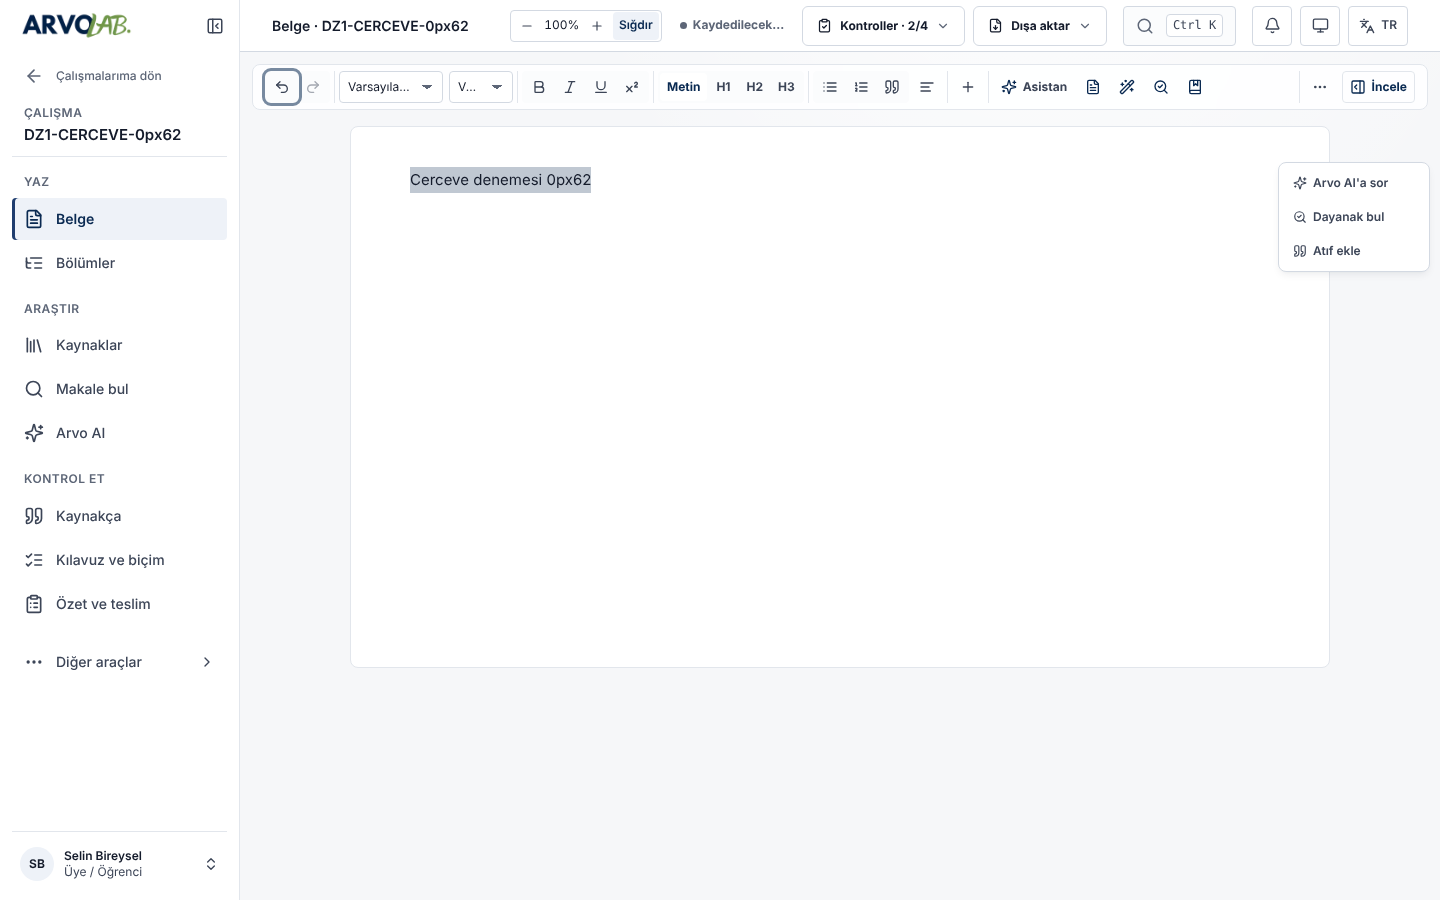 ARVOLAB.
Çalışmalarıma dön
ÇALIŞMA
DZ1-CERCEVE-0px62
YAZ
Belge
Bölümler
ARAŞTIR
Kaynaklar
Makale bul
Arvo AI
KONTROL ET
Kaynakça
Kılavuz ve biçim
Özet ve teslim
Diğer araçlar
SB
Selin Bireysel
Üye / Öğrenci
Belge · DZ1-CERCEVE-0px62
100%
Sığdır
Kaydedilecek...
Kontroller · 2/4
Dışa aktar
Ctrl K
TR
Varsayıla...
V...
B I U x²
Metin H1 H2 H3
Asistan
İncele
Cerceve denemesi 0px62
Arvo AI'a sor
Dayanak bul
Atıf ekle